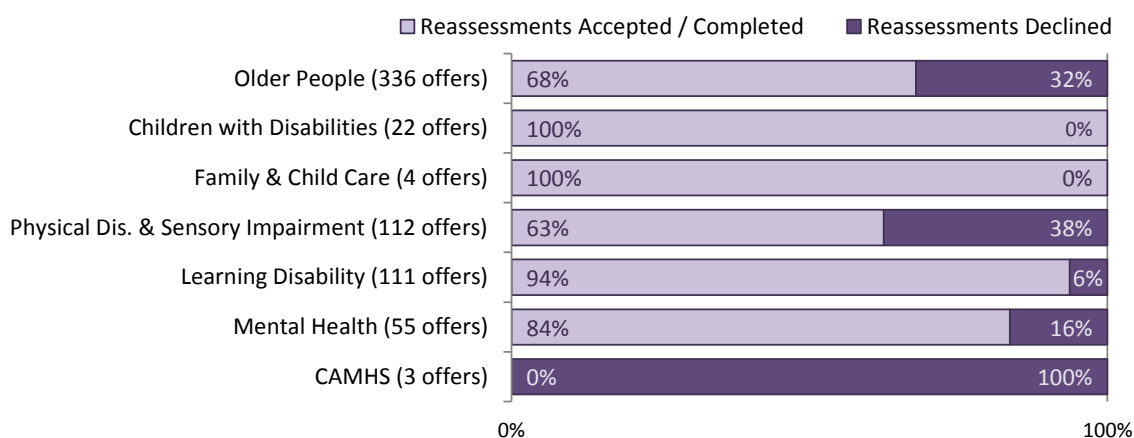 Reassessments Accepted / Completed Reassessments Declined
Older People (336 offers) 68% 32%
Children with Disabilities (22 offers) 100% 0%
Family & Child Care (4 offers) 100% 0%
Physical Dis. & Sensory Impairment (112 offers) 63% 38%
Learning Disability (111 offers) 94% 6%
Mental Health (55 offers) 84% 16%
CAMHS (3 offers) 0% 100%
0% 100%